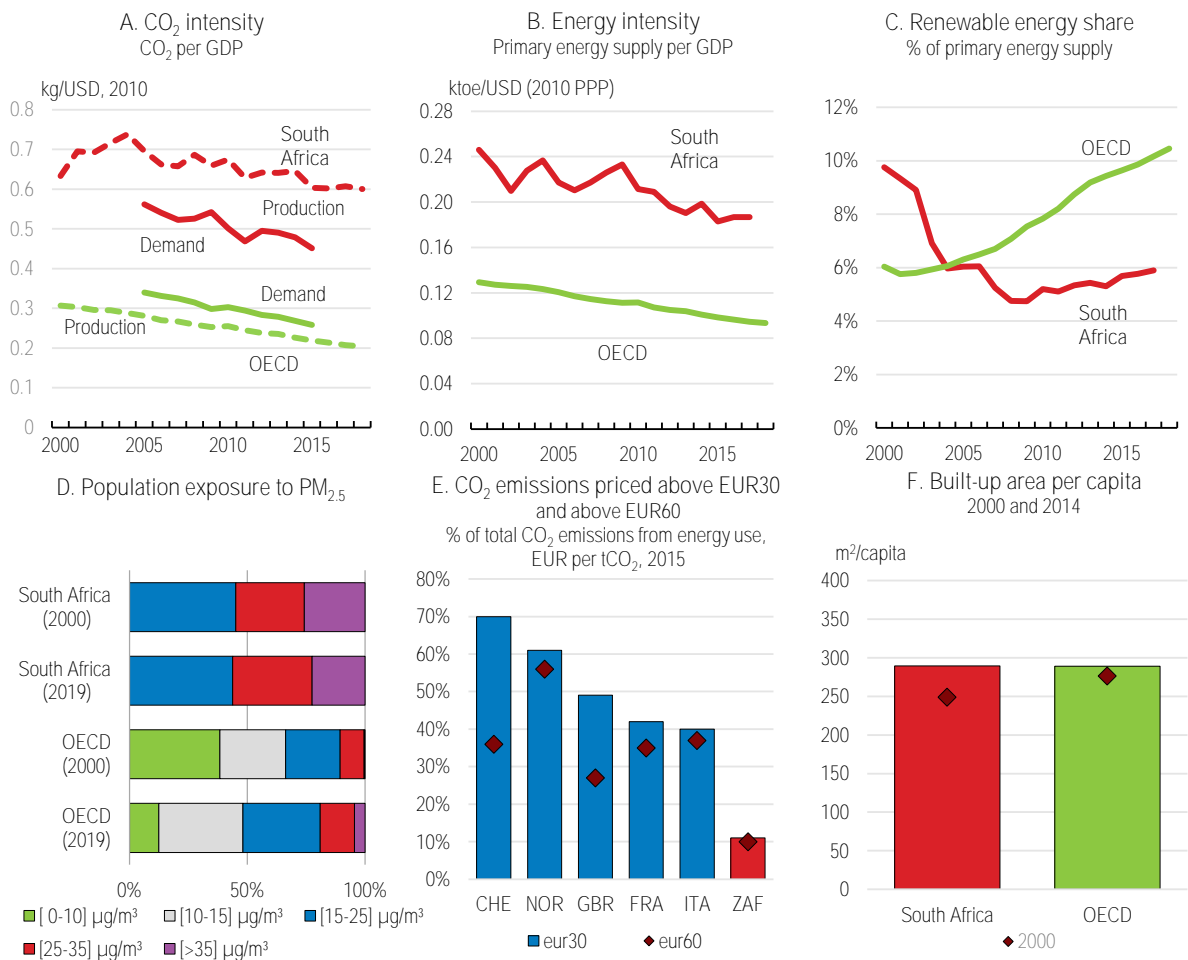 A. CO₂ intensity
CO₂ per GDP
kg/USD, 2010
0.8
0.7
0.6
0.5
0.4
0.3
0.2
0.1
0
South
Africa
Production
Demand
Demand
Production
OECD
2000 2005 2010 2015
B. Energy intensity
Primary energy supply per GDP
ktoe/USD (2010 PPP)
0.28
0.24
0.20
0.16
0.12
0.08
0.04
0.00
South
Africa
OECD
2000 2005 2010 2015
C. Renewable energy share
% of primary energy supply
12%
10%
8%
6%
4%
2%
0%
OECD
South
Africa
2000 2005 2010 2015
D. Population exposure to PM₂.₅
South Africa
(2000)
South Africa
(2019)
OECD
(2000)
OECD
(2019)
0% 50% 100%
[ 0-10] µg/m³ [10-15] µg/m³ [15-25] µg/m³
[25-35] µg/m³ [>35] µg/m³
E. CO₂ emissions priced above EUR30
and above EUR60
% of total CO₂ emissions from energy use,
EUR per tCO₂, 2015
80%
70%
60%
50%
40%
30%
20%
10%
0%
CHE NOR GBR FRA ITA ZAF
eur30 eur60
F. Built-up area per capita
2000 and 2014
m²/capita
400
350
300
250
200
150
100
50
0
South Africa OECD
2000